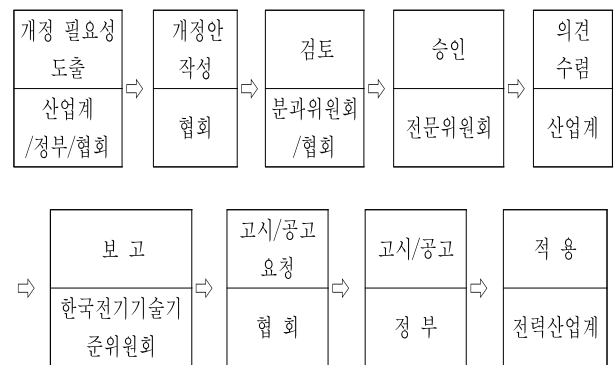 개정 필요성
도출
산업계
/정부/협회
⇨
개정안
작성
협회
⇨
검토
분과위원회
/협회
⇨
승인
전문위원회
⇨
의견
수렴
산업계
⇨
보 고
한국전기기술기
준위원회
⇨
고시/공고
요청
협 회
⇨
고시/공고
정 부
⇨
적 용
전력산업계